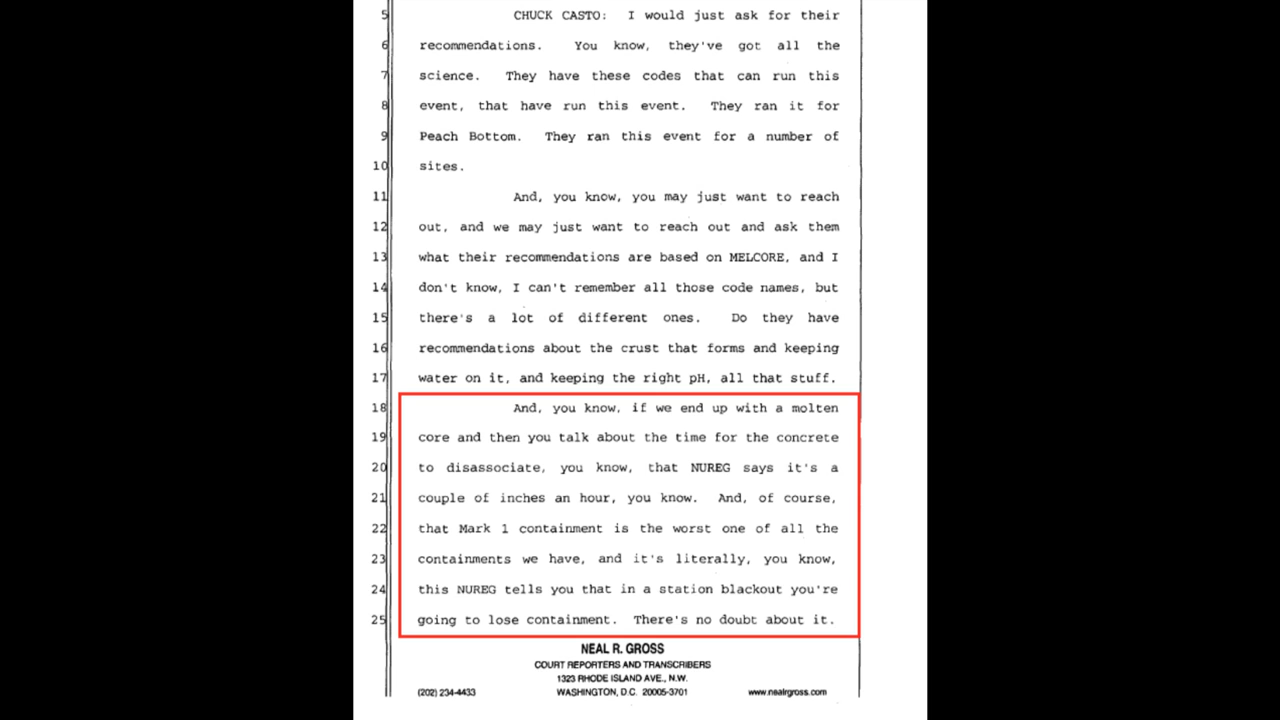 5 CHUCK CASTO: I would just ask for their
6 recommendations. You know, they've got all the
7 science. They have these codes that can run this
8 event, that have run this event. They ran it for
9 Peach Bottom. They ran this event for a number of
10 sites.
11 And, you know, you may just want to reach
12 out, and we may just want to reach out and ask them
13 what their recommendations are based on MELCORE, and I
14 don't know, I can't remember all those code names, but
15 there's a lot of different ones. Do they have
16 recommendations about the crust that forms and keeping
17 water on it, and keeping the right pH, all that stuff.
18 And, you know, if we end up with a molten
19 core and then you talk about the time for the concrete
20 to disassociate, you know, that NUREG says it's a
21 couple of inches an hour, you know. And, of course,
22 that Mark 1 containment is the worst one of all the
23 containments we have, and it's literally, you know,
24 this NUREG tells you that in a station blackout you're
25 going to lose containment. There's no doubt about it.
NEAL R. GROSS
COURT REPORTERS AND TRANSCRIBERS
1323 RHODE ISLAND AVE., N.W.
(202) 234-4433 WASHINGTON, D.C. 20005-3701 www.nealrgross.com